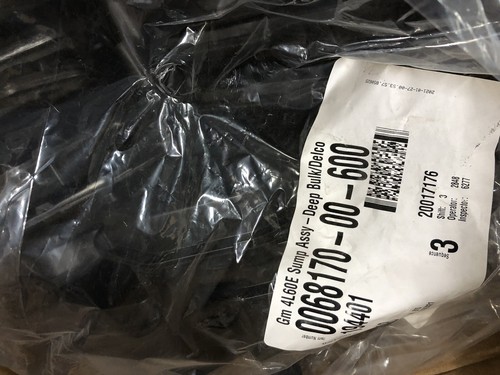 Gm 4L60E Sump Assy-Deep Bulk/Delco
0068170-00-600
20017176
Shift: 3
Operator: 2848
Inspector: 6277
3